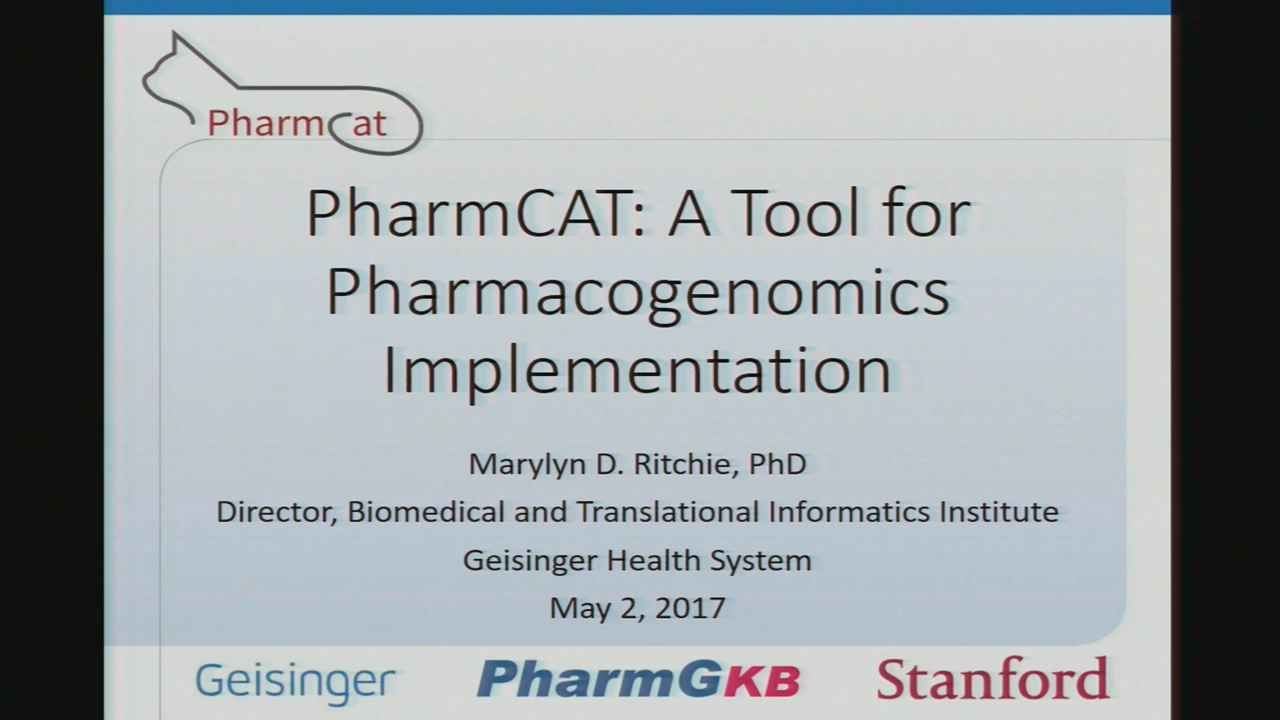 PharmCat
PharmCAT: A Tool for
Pharmacogenomics
Implementation
Marylyn D. Ritchie, PhD
Director, Biomedical and Translational Informatics Institute
Geisinger Health System
May 2, 2017
Geisinger PharmGKB Stanford